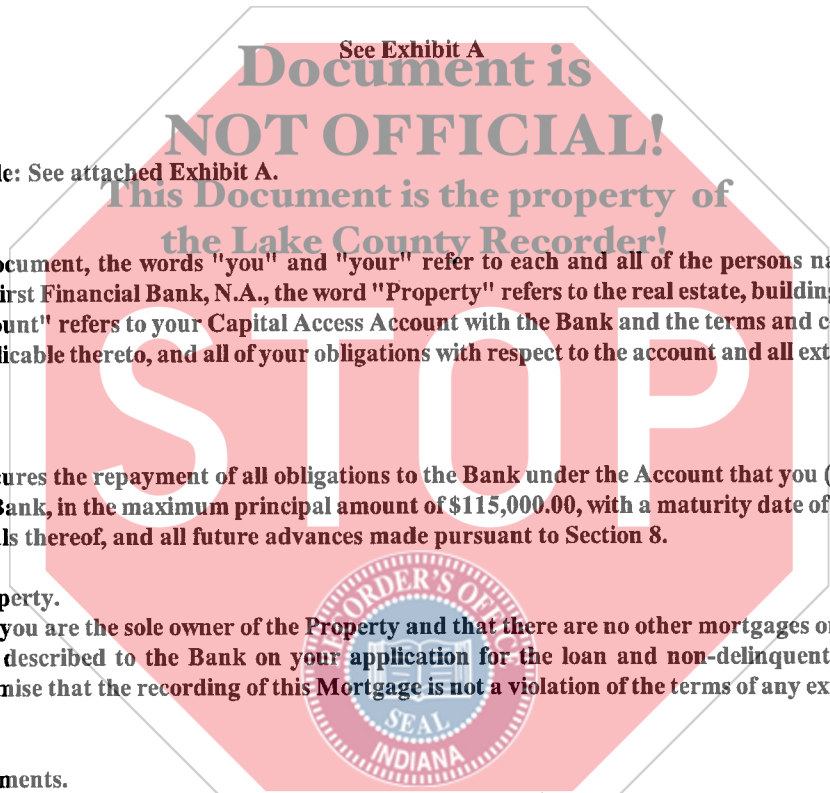 See Exhibit A
Document is
NOT OFFICIAL!
le: See attached Exhibit A.
This Document is the property of
the Lake County Recorder!
ocument, the words "you" and "your" refer to each and all of the persons na
irst Financial Bank, N.A., the word "Property" refers to the real estate, building
unt" refers to your Capital Access Account with the Bank and the terms and c
licable thereto, and all of your obligations with respect to the account and all ext
STOP
ures the repayment of all obligations to the Bank under the Account that you (
Bank, in the maximum principal amount of $115,000.00, with a maturity date of
ls thereof, and all future advances made pursuant to Section 8.
perty.
you are the sole owner of the Property and that there are no other mortgages or
described to the Bank on your application for the loan and non-delinquent
mise that the recording of this Mortgage is not a violation of the terms of any ex
RECORDER'S OFFICE
SEAL
INDIANA
ments.